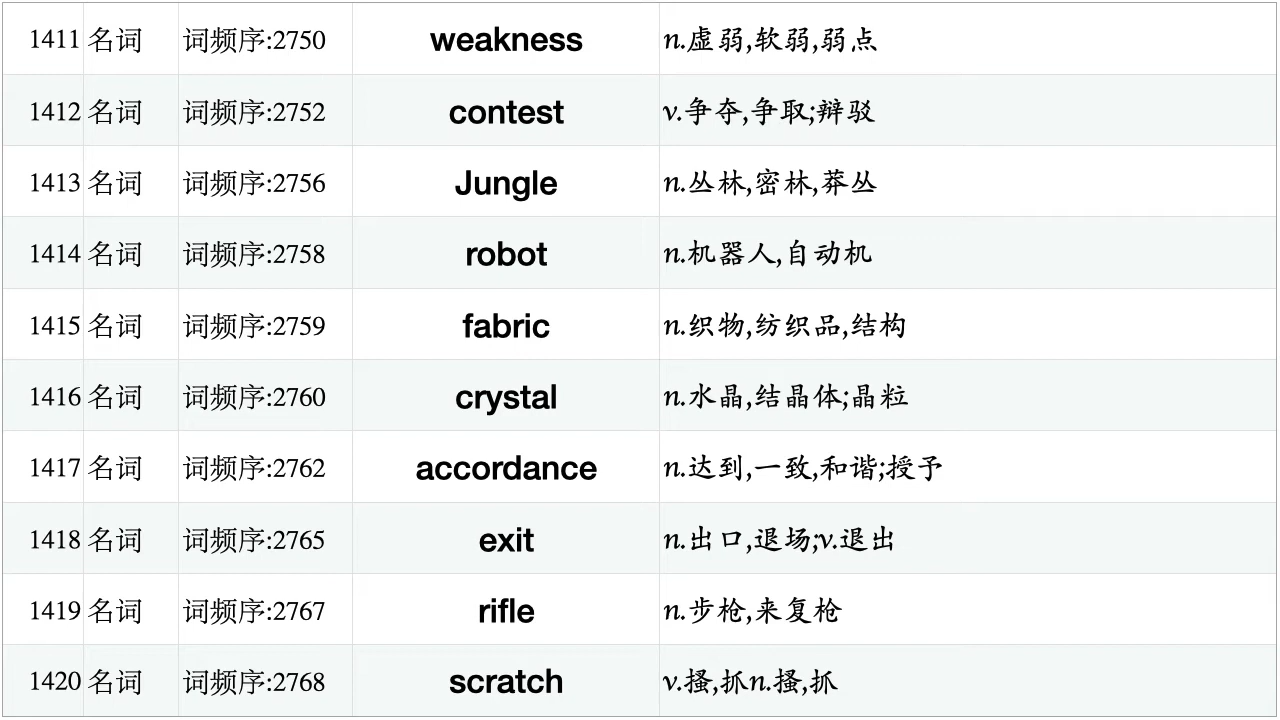 1411 名词 词频序:2750 weakness n.虚弱,软弱,弱点
1412 名词 词频序:2752 contest v.争夺,争取;辩驳
1413 名词 词频序:2756 Jungle n.丛林,密林,莽丛
1414 名词 词频序:2758 robot n.机器人,自动机
1415 名词 词频序:2759 fabric n.织物,纺织品,结构
1416 名词 词频序:2760 crystal n.水晶,结晶体;晶粒
1417 名词 词频序:2762 accordance n.达到,一致,和谐;授予
1418 名词 词频序:2765 exit n.出口,退场;v.退出
1419 名词 词频序:2767 rifle n.步枪,来复枪
1420 名词 词频序:2768 scratch v.搔,抓n.搔,抓